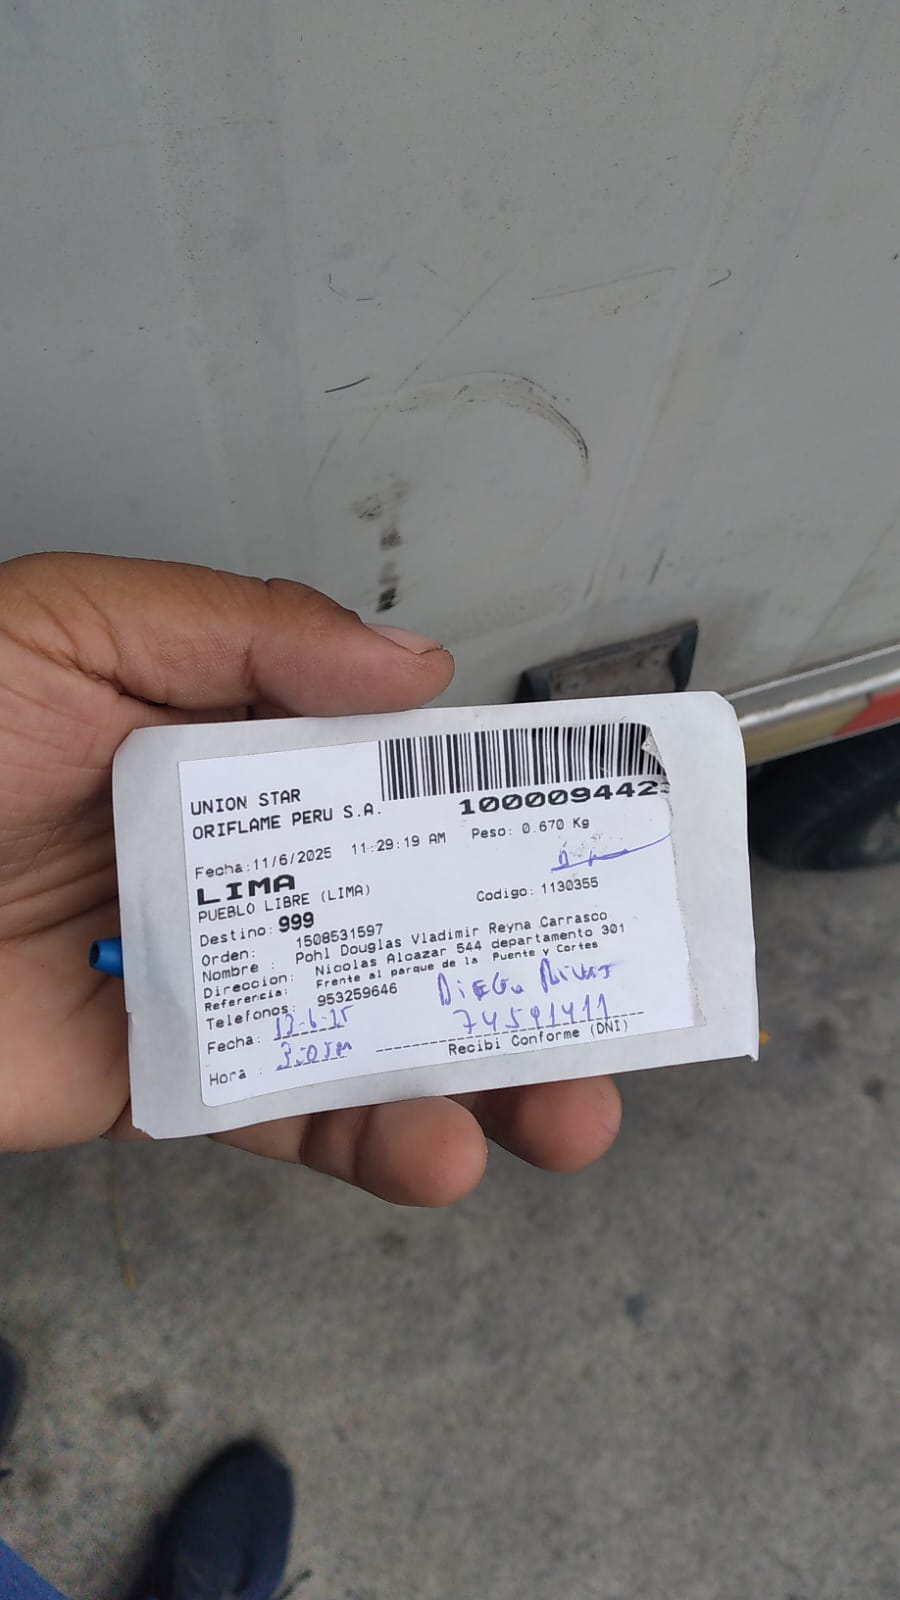 UNION STAR
ORIFLAME PERU S.A.
100009442
Fecha:11/6/2025 11:29:19 AM Peso: 0.670 Kg
LIMA
PUEBLO LIBRE (LIMA) Codigo: 1130355
Destino: 999
Orden: 1508531597
Nombre : Pohl Douglas Vladimir Reyna Carrasco
Direccion: Nicolas Alcazar 544 departamento 301
Referencia: Frente al parque de la Puente y Cortes
Telefonos: 953259646
Diego
Fecha: 13-6-25 74591411
Hora : 3:05pm Recibi Conforme (DNI)